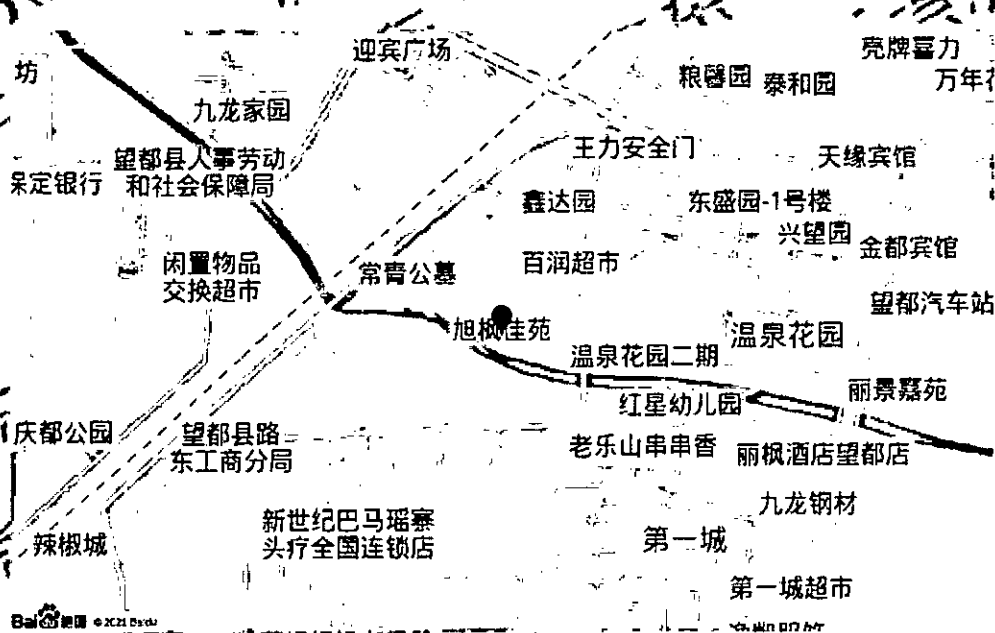 迎宾广场
亮牌喜力
坊
粮馨园
泰和园
万年花
九龙家园
望都县人事劳动
和社会保障局
王力安全门
天缘宾馆
保定银行
鑫达园
东盛园-1号楼
兴望园
金都宾馆
闲置物品
交换超市
常青公墓
百润超市
望都汽车站
旭枫佳苑
温泉花园
温泉花园二期
丽景嘉苑
红星幼儿园
庆都公园
望都县路
东工商分局
老乐山串串香
丽枫酒店望都店
九龙钢材
新世纪巴马瑶寨
头疗全国连锁店
第一城
辣椒城
第一城超市
Bai地图 © 2021 Baidu